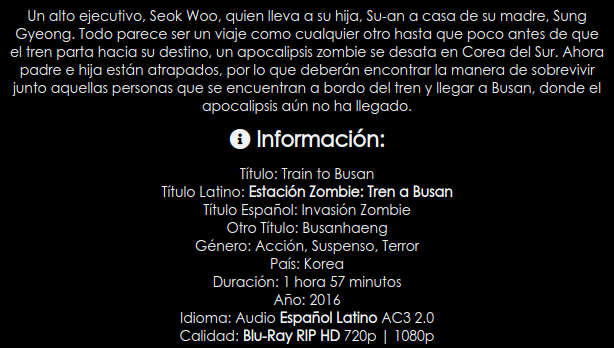 Un alto ejecutivo, Seok Woo, quien lleva a su hija, Su-an a casa de su madre, Sung
Gyeong. Todo parece ser un viaje como cualquier otro hasta que poco antes de que
el tren parta hacia su destino, un apocalipsis zombie se desata en Corea del Sur. Ahora
padre e hija están atrapados, por lo que deberán encontrar la manera de sobrevivir
junto aquellas personas que se encuentran a bordo del tren y llegar a Busan, donde el
apocalipsis aún no ha llegado.
Información:
Título: Train to Busan
Título Latino: Estación Zombie: Tren a Busan
Título Español: Invasión Zombie
Otro Título: Busanhaeng
Género: Acción, Suspenso, Terror
País: Korea
Duración: 1 hora 57 minutos
Año: 2016
Idioma: Audio Español Latino AC3 2.0
Calidad: Blu-Ray RIP HD 720p | 1080p